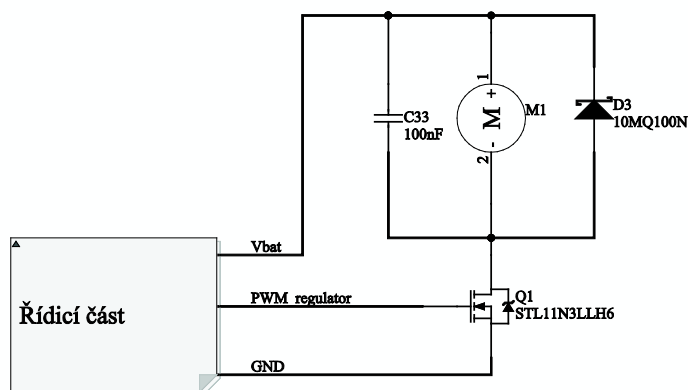 1
+
M
-
2
M1
C33
100nF
D3
10MQ100N
Vbat
PWM regulator
Řídicí část
Q1
STL11N3LLH6
GND